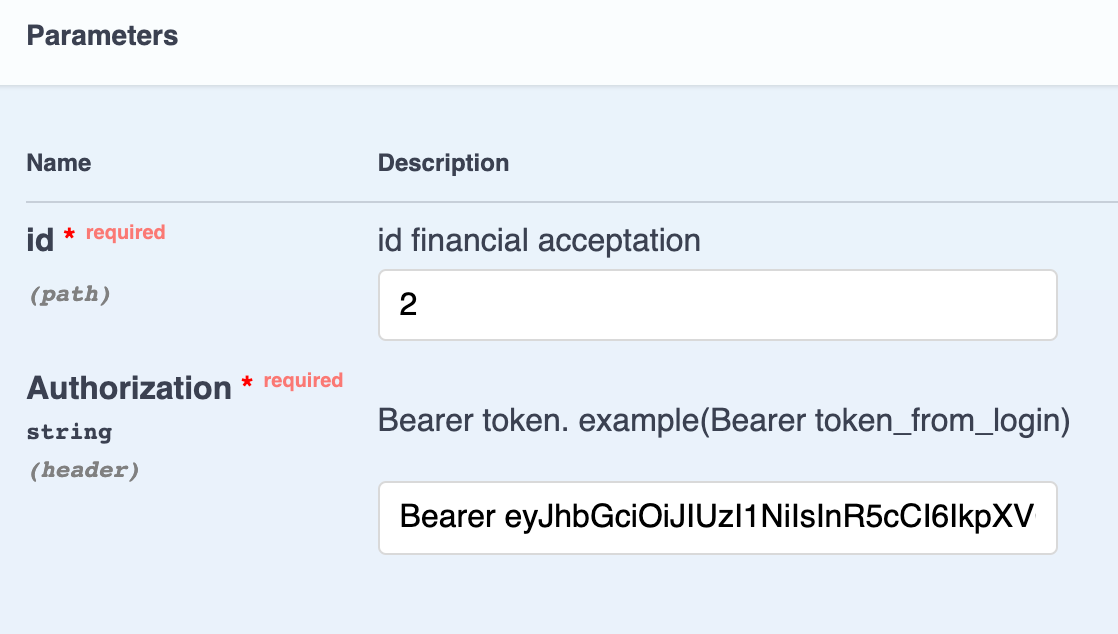 Parameters
Name Description
id * required id financial acceptation
(path)
2
Authorization * required
string
(header)
Bearer token. example(Bearer token_from_login)
Bearer eyJhbGciOiJIUzI1NiIsInR5cCI6IkpXV